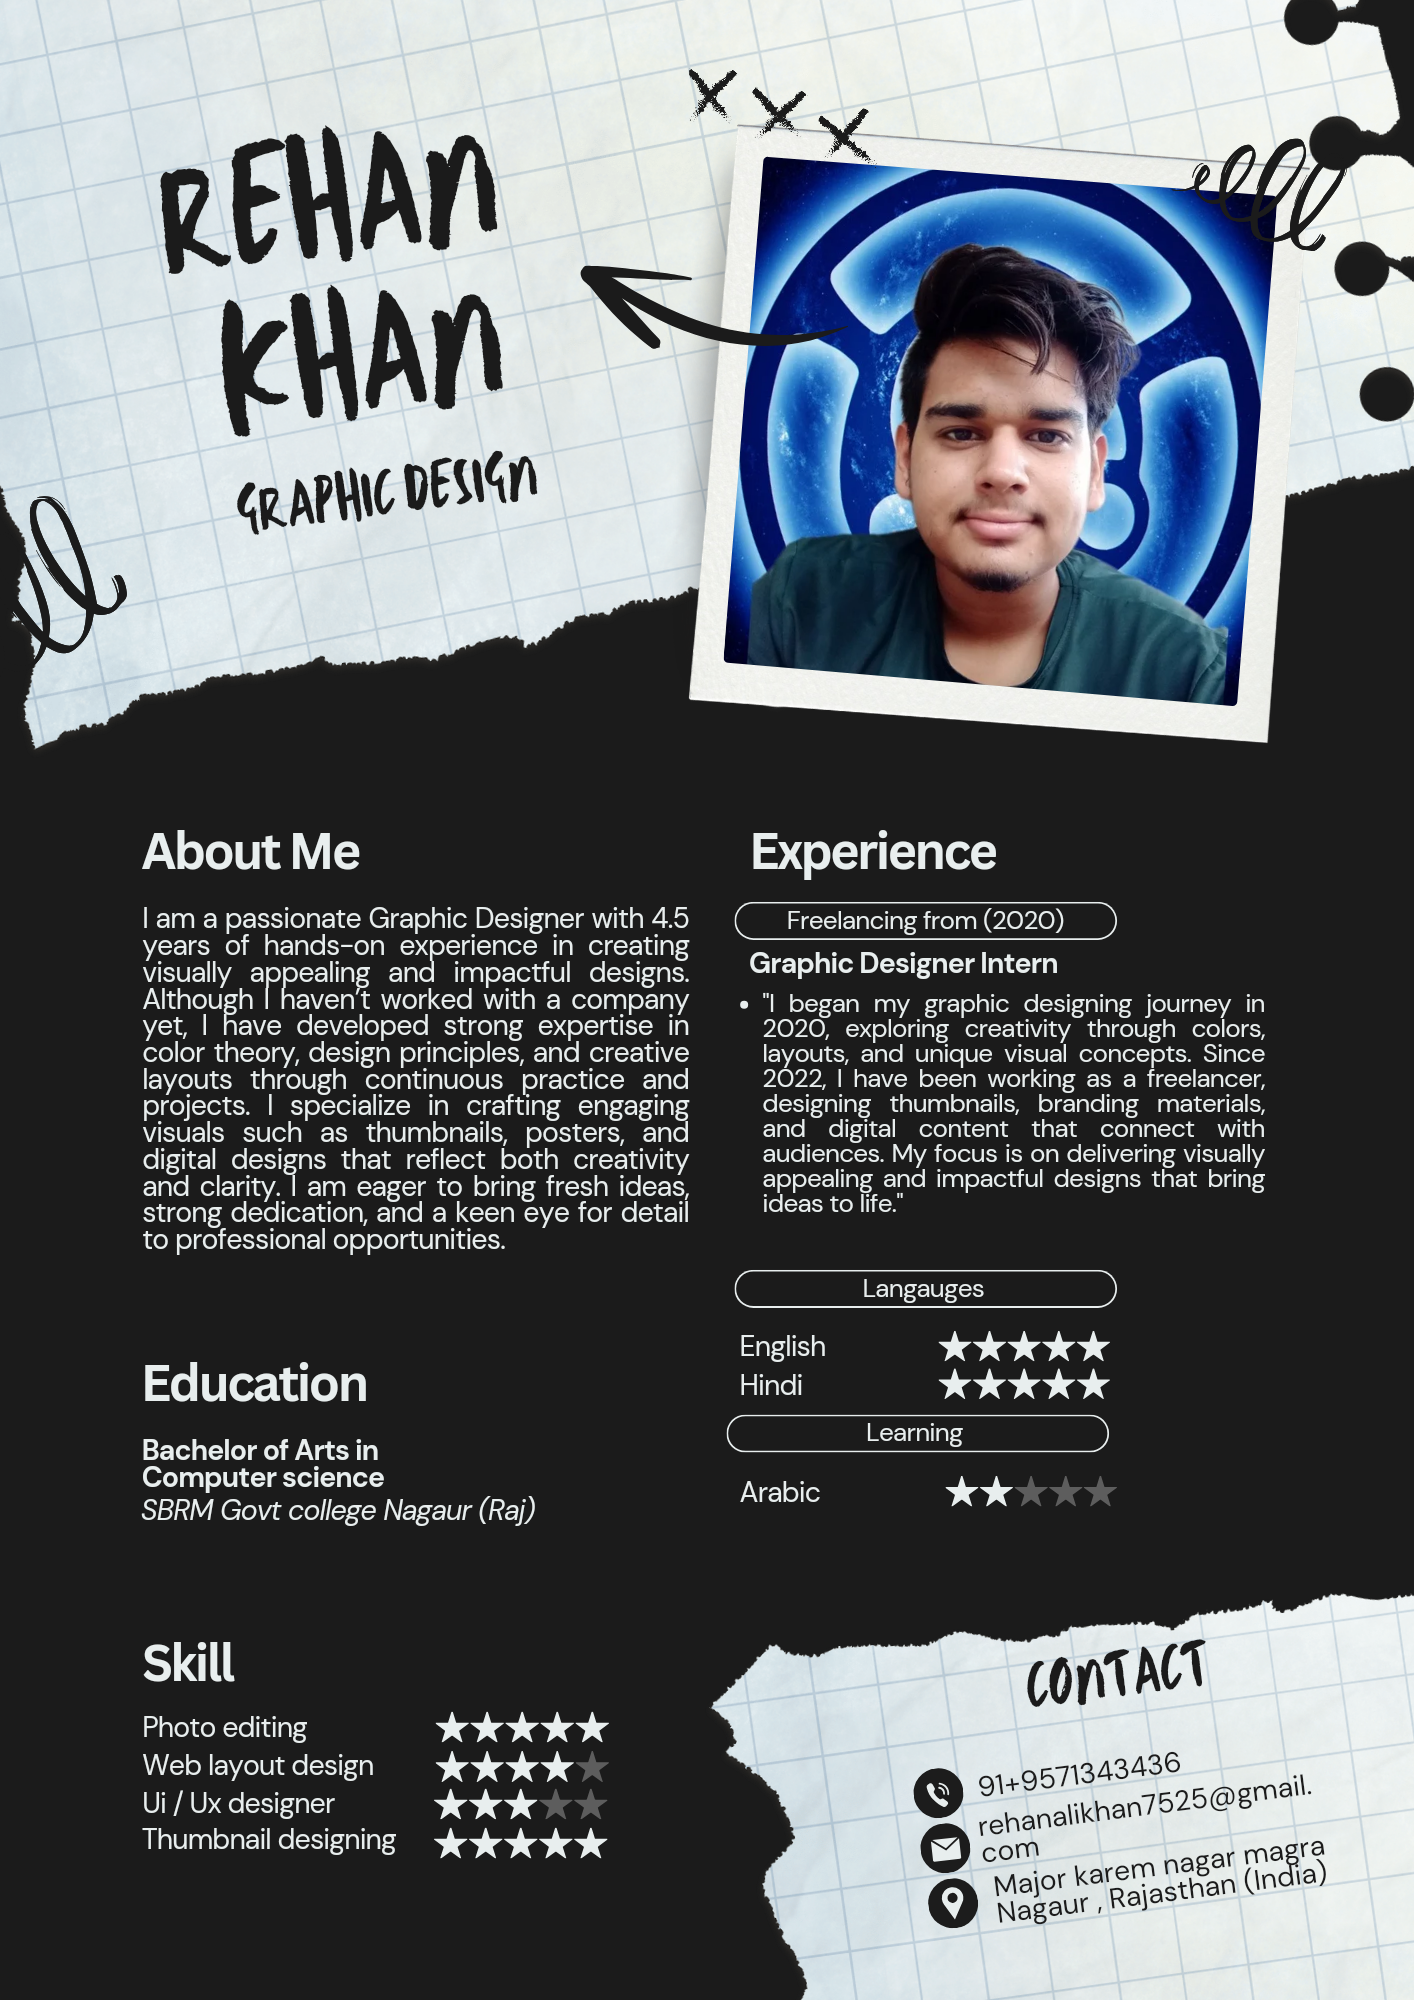 REHAN
KHAN
GRAPHIC DESIGN
About Me
I am a passionate Graphic Designer with 4.5
years of hands-on experience in creating
visually appealing and impactful designs.
Although I haven't worked with a company
yet, I have developed strong expertise in
color theory, design principles, and creative
layouts through continuous practice and
projects. I specialize in crafting engaging
visuals such as thumbnails, posters, and
digital designs that reflect both creativity
and clarity. I am eager to bring fresh ideas,
strong dedication, and a keen eye for detail
to professional opportunities.
Education
Bachelor of Arts in
Computer science
SBRM Govt college Nagaur (Raj)
Skill
Photo editing
Web layout design
Ui / Ux designer
Thumbnail designing
Experience
Freelancing from (2020)
Graphic Designer Intern
• "I began my graphic designing journey in
2020, exploring creativity through colors,
layouts, and unique visual concepts. Since
2022, I have been working as a freelancer,
designing thumbnails, branding materials,
and digital content that connect with
audiences. My focus is on delivering visually
appealing and impactful designs that bring
ideas to life."
Langauges
English
Hindi
Learning
Arabic
CONTACT
91+9571343436
rehanalikhan7525@gmail.
com
Major karem nagar magra
Nagaur , Rajasthan (India)